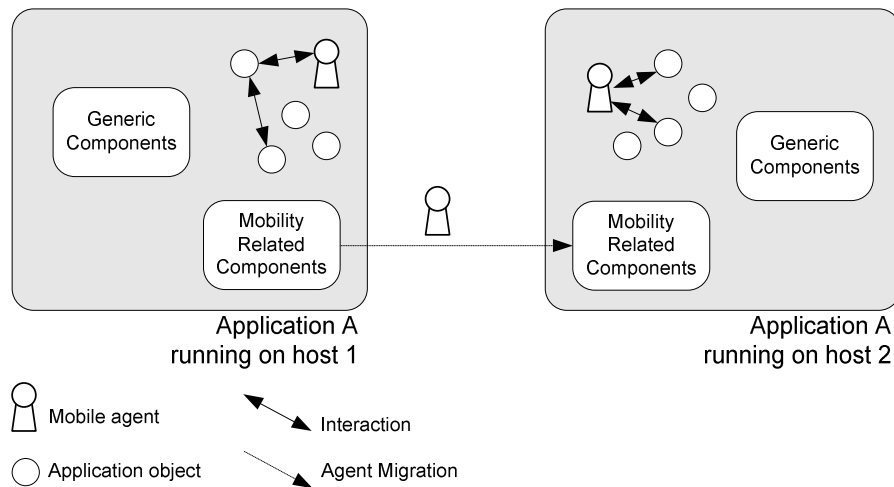 Generic
Components
Mobility
Related
Components
Application A
running on host 1
Generic
Components
Mobility
Related
Components
Application A
running on host 2
Mobile agent
Interaction
Application object
Agent Migration